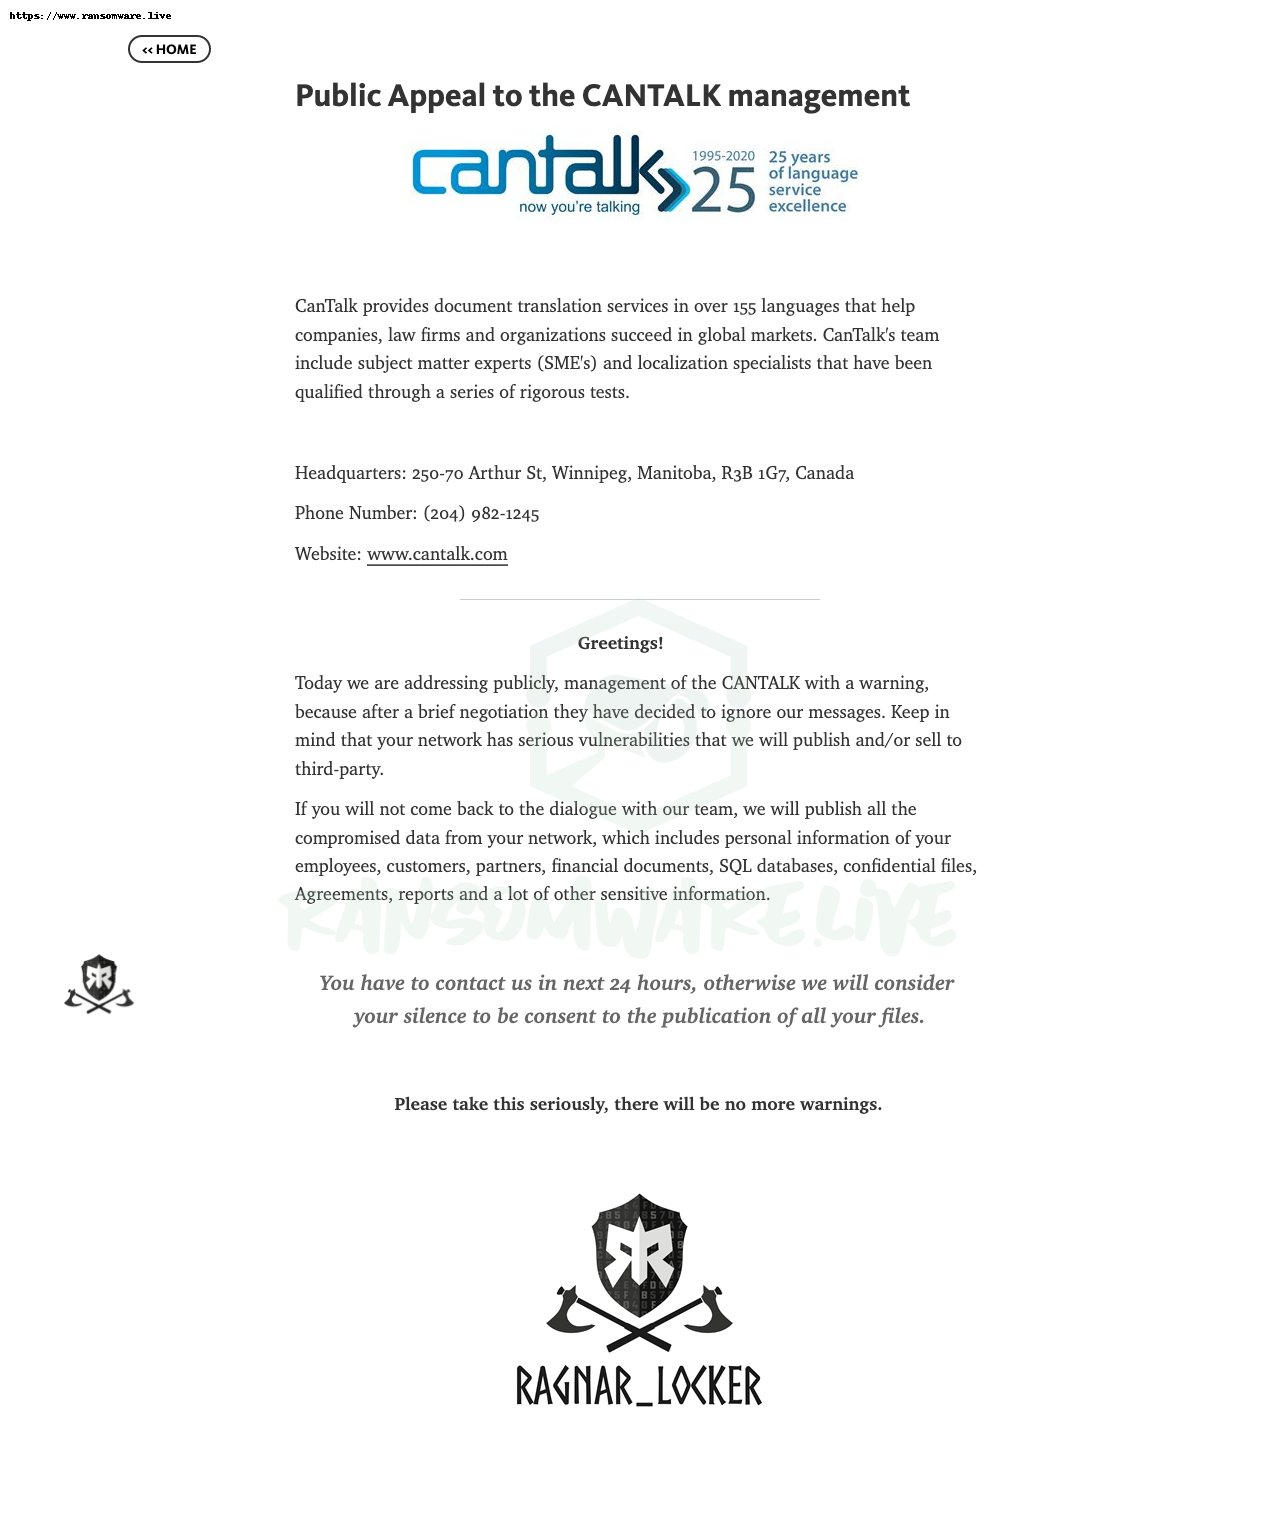 https://www.ransomware.live
<< HOME
Public Appeal to the CANTALK management
cantalk
now you're talking
1995-2020
25
25 years
of language
service
excellence
CanTalk provides document translation services in over 155 languages that help
companies, law firms and organizations succeed in global markets. CanTalk's team
include subject matter experts (SME's) and localization specialists that have been
qualified through a series of rigorous tests.
Headquarters: 250-70 Arthur St, Winnipeg, Manitoba, R3B 1G7, Canada
Phone Number: (204) 982-1245
Website: www.cantalk.com
Greetings!
Today we are addressing publicly, management of the CANTALK with a warning,
because after a brief negotiation they have decided to ignore our messages. Keep in
mind that your network has serious vulnerabilities that we will publish and/or sell to
third-party.
If you will not come back to the dialogue with our team, we will publish all the
compromised data from your network, which includes personal information of your
employees, customers, partners, financial documents, SQL databases, confidential files,
Agreements, reports and a lot of other sensitive information.
RANSOMWARE.LIVE
You have to contact us in next 24 hours, otherwise we will consider
your silence to be consent to the publication of all your files.
Please take this seriously, there will be no more warnings.
RAGNAR_LOCKER